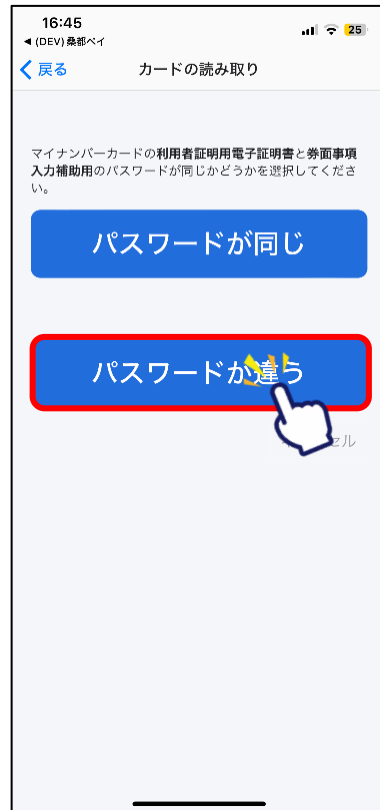 16:45
25
◀ (DEV) 桑都ペイ
戻る
カードの読み取り
マイナンバーカードの利用者証明用電子証明書と券面事項
入力補助用のパスワードが同じかどうかを選択してくださ
い。
パスワードが同じ
パスワードが違う
セル